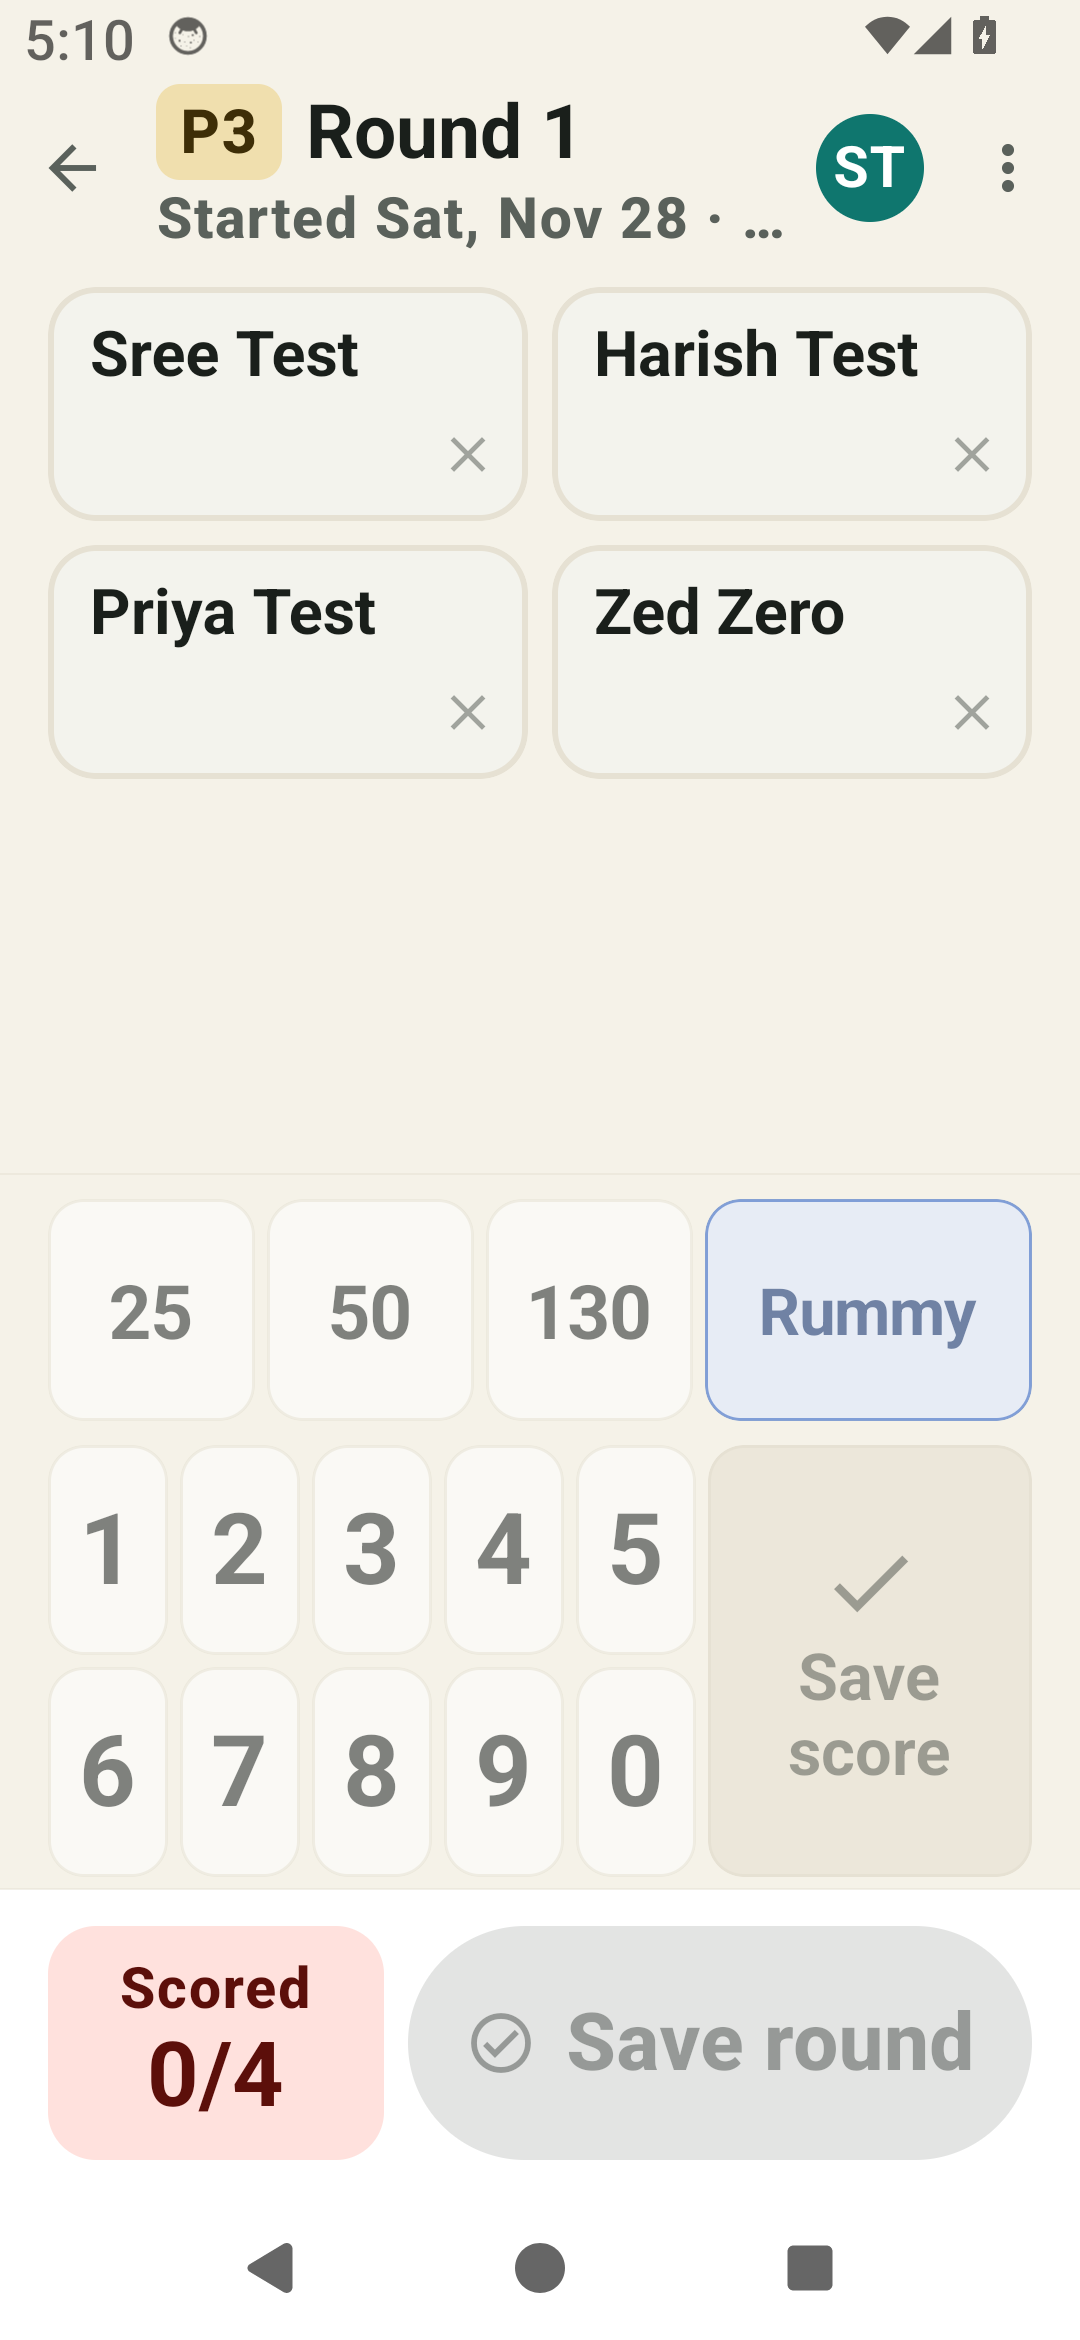 5:10
P3 Round 1
ST
Started Sat, Nov 28 · …
Sree Test
Harish Test
Priya Test
Zed Zero
25 50 130 Rummy
1 2 3 4 5
Save
score
6 7 8 9 0
Scored
0/4
Save round